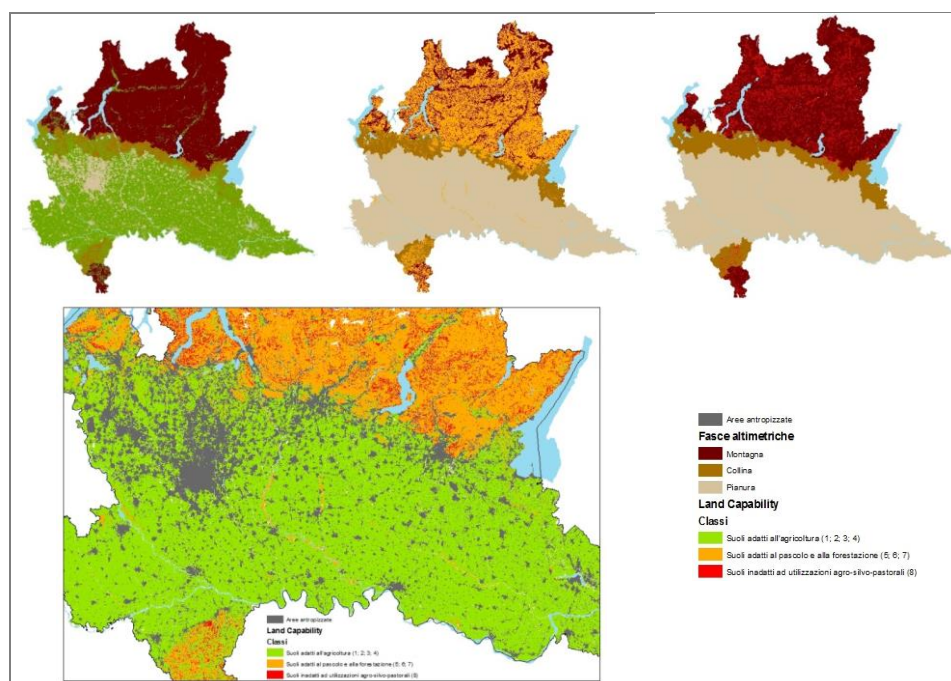 Aree antropizzate
Fasce altimetriche
Montagna
Collina
Pianura
Land Capability
Classi
Suoli adatti all'agricoltura (1; 2; 3; 4)
Suoli adatti al pascolo e alla forestazione (5; 6; 7)
Suoli inadatti ad utilizzazioni agro-silvo-pastorali (8)
Aree antropizzate
Land Capability
Classi
Suoli adatti all'agricoltura (1; 2; 3; 4)
Suoli adatti al pascolo e alla forestazione (5; 6; 7)
Suoli inadatti ad utilizzazioni agro-silvo-pastorali (8)